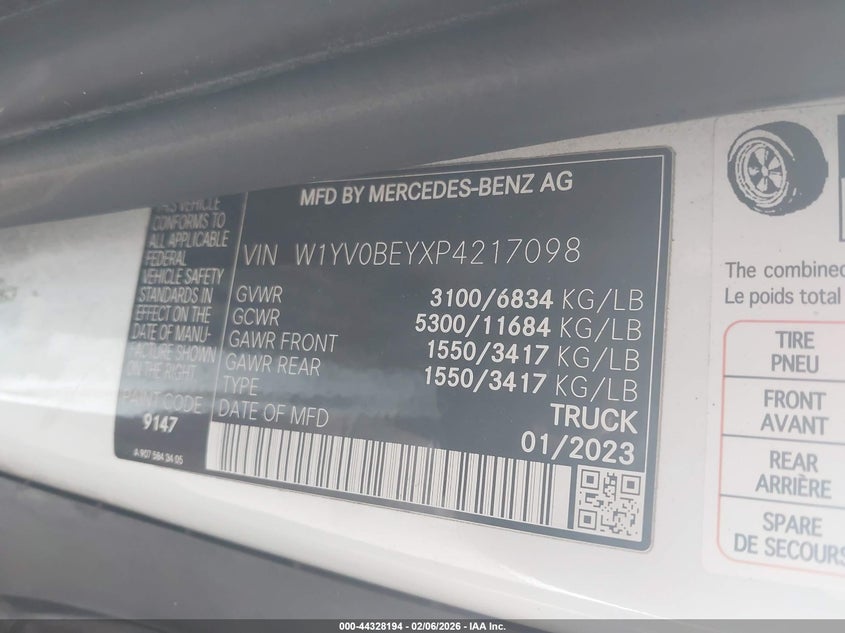 MFD BY MERCEDES-BENZ AG
VIN W1YV0BEYXP4217098
GVWR 3100/6834 KG/LB
GCWR 5300/11684 KG/LB
GAWR FRONT 1550/3417 KG/LB
GAWR REAR 1550/3417 KG/LB
TYPE TRUCK
DATE OF MFD 01/2023
THIS VEHICLE
CONFORMS TO
ALL APPLICABLE
FEDERAL
VEHICLE SAFETY
STANDARDS IN
EFFECT ON THE
DATE OF MANU-
FACTURE SHOWN
ON THE RIGHT
PAINT CODE
9147
A 907 584 34 05
The combined
Le poids total
TIRE
PNEU
FRONT
AVANT
REAR
ARRIÈRE
SPARE
DE SECOURS
000-44328194 - 02/06/2026 - IAA Inc.